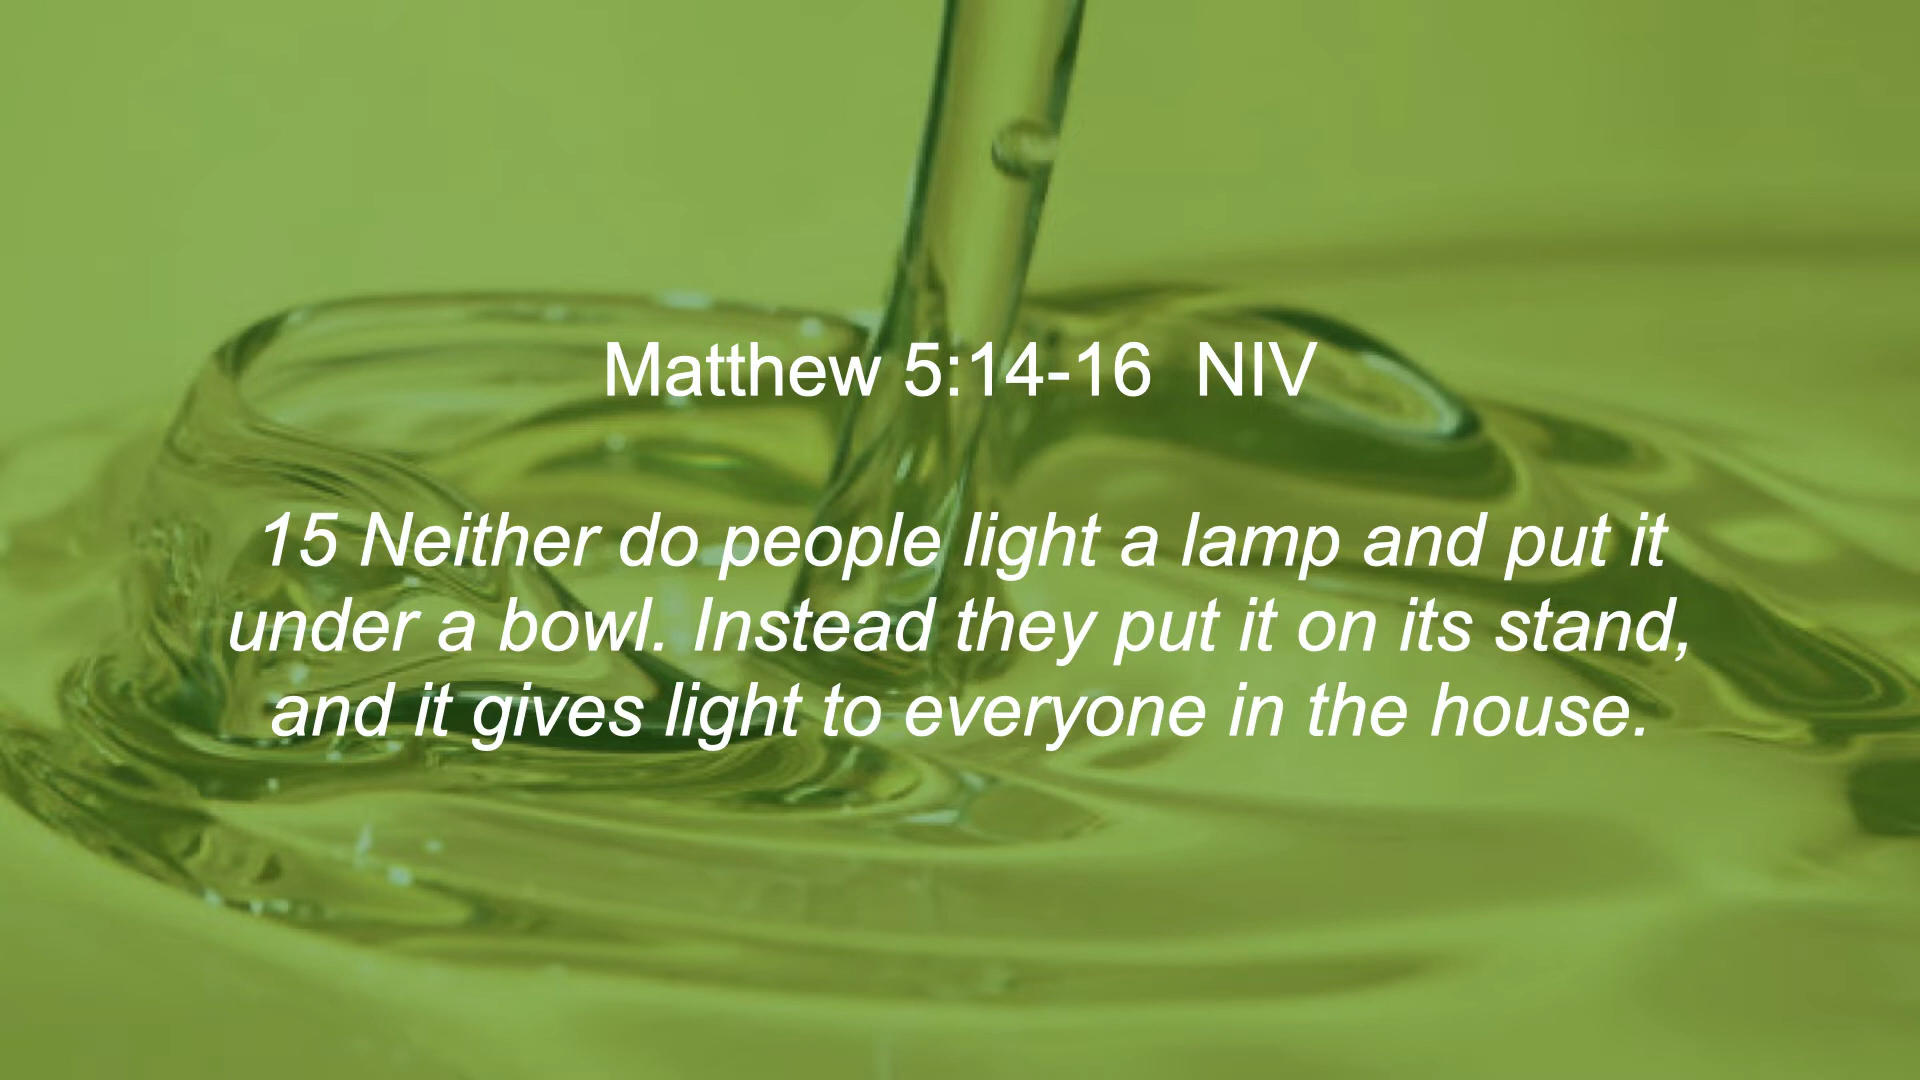 Matthew 5:14-16  NIV
15 Neither do people light a lamp and put it
under a bowl. Instead they put it on its stand,
and it gives light to everyone in the house.